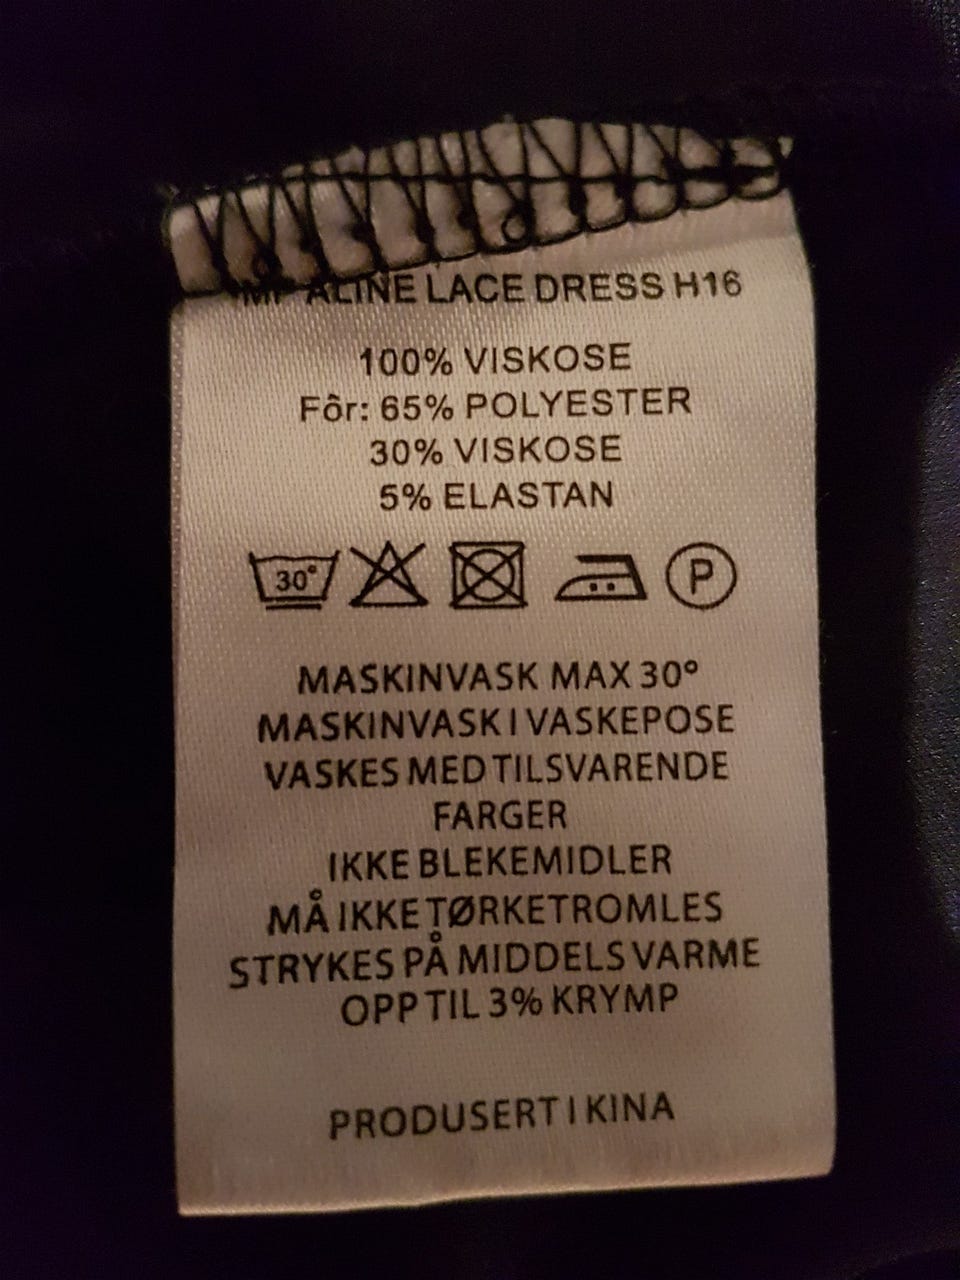 ALINE LACE DRESS H16
100% VISKOSE
Fôr: 65% POLYESTER
30% VISKOSE
5% ELASTAN
30° P
MASKINVASK MAX 30°
MASKINVASK I VASKEPOSE
VASKES MED TILSVARENDE
FARGER
IKKE BLEKEMIDLER
MÅ IKKE TØRKETROMLES
STRYKES PÅ MIDDELS VARME
OPP TIL 3% KRYMP
PRODUSERT I KINA